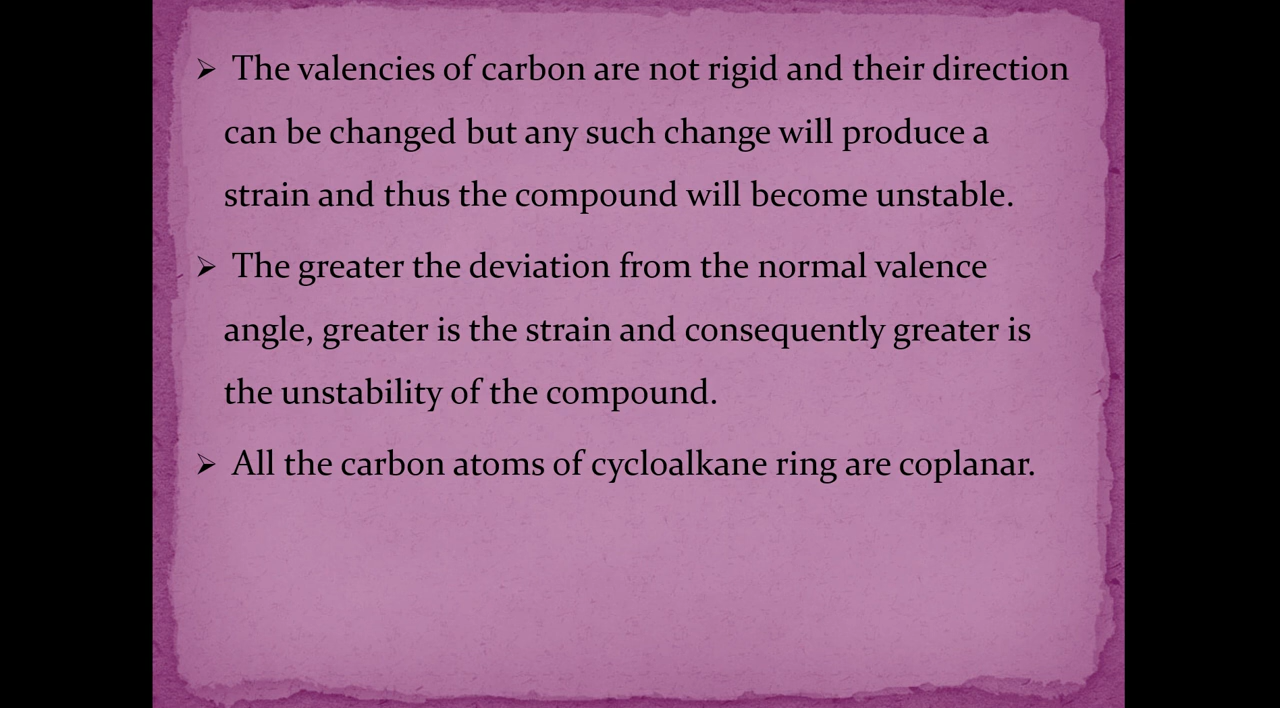 ➢ The valencies of carbon are not rigid and their direction
can be changed but any such change will produce a
strain and thus the compound will become unstable.
➢ The greater the deviation from the normal valence
angle, greater is the strain and consequently greater is
the unstability of the compound.
➢ All the carbon atoms of cycloalkane ring are coplanar.